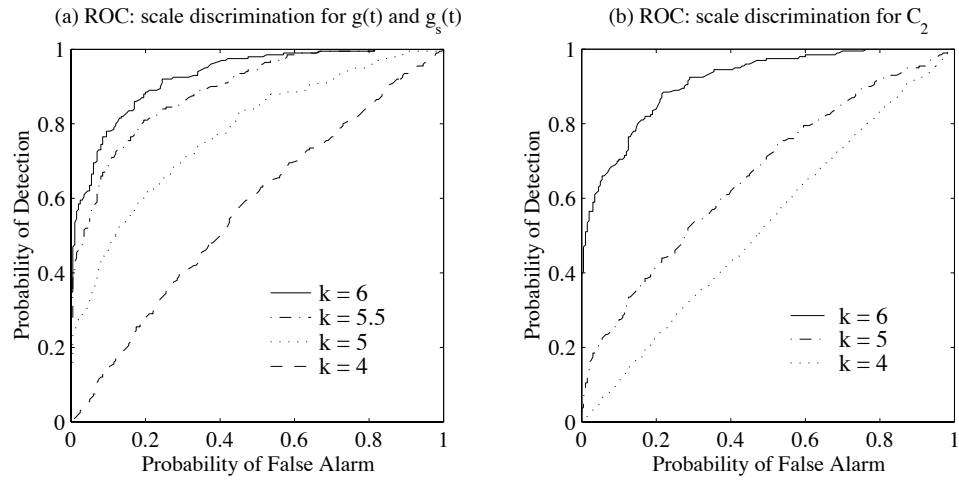 (a) ROC: scale discrimination for g(t) and g_s(t)
1
0.8
0.6
0.4
0.2
0
Probability of Detection
k = 6
k = 5.5
k = 5
k = 4
0 0.2 0.4 0.6 0.8 1
Probability of False Alarm
(b) ROC: scale discrimination for C_2
1
0.8
0.6
0.4
0.2
0
Probability of Detection
k = 6
k = 5
k = 4
0 0.2 0.4 0.6 0.8 1
Probability of False Alarm